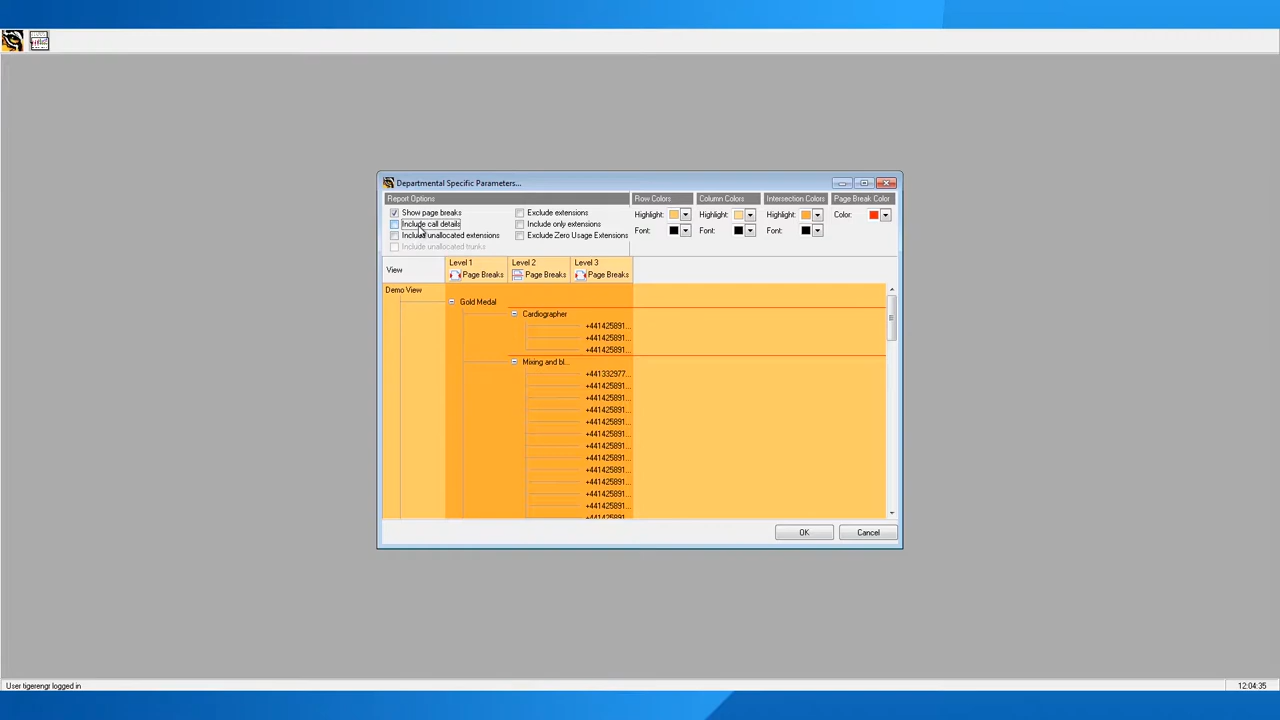 Departmental Specific Parameters...
Report Options
Row Colors
Column Colors
Intersection Colors
Page Break Color
Show page breaks
Exclude extensions
Highlight:
Highlight:
Highlight:
Color:
Include call details
Include only extensions
Font:
Font:
Font:
Include unallocated extensions
Exclude Zero Usage Extensions
Include unallocated trunks
View
Level 1
Level 2
Level 3
Page Breaks
Page Breaks
Page Breaks
Demo View
Gold Medal
Cardiographer
+441425891...
+441425891...
+441425891...
Mixing and bl...
+441332977...
+441425891...
+441425891...
+441425891...
+441425891...
+441425891...
+441425891...
+441425891...
+441425891...
+441425891...
+441425891...
+441425891...
+441425891...
OK
Cancel
User tigerengr logged in
12:04:35